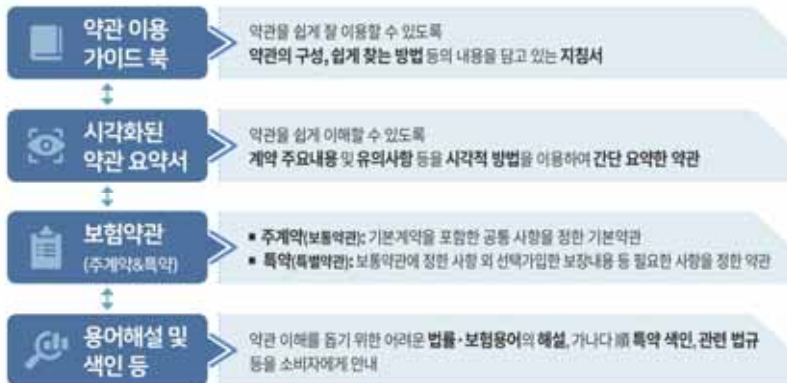 약관 이용
가이드 북
약관을 쉽게 잘 이용할 수 있도록
약관의 구성, 쉽게 찾는 방법 등의 내용을 담고 있는 지침서
시각화된
약관 요약서
약관을 쉽게 이해할 수 있도록
계약 주요내용 및 유의사항 등을 시각적 방법을 이용하여 간단 요약한 약관
보험약관
(주계약&특약)
▪ 주계약(보통약관): 기본계약을 포함한 공통 사항을 정한 기본약관
▪ 특약(특별약관): 보통약관에 정한 사항 외 선택가입한 보장내용 등 필요한 사항을 정한 약관
용어해설 및
색인 등
약관 이해를 돕기 위한 어려운 법률·보험용어의 해설, 가나다 順 특약 색인, 관련 법규
등을 소비자에게 안내